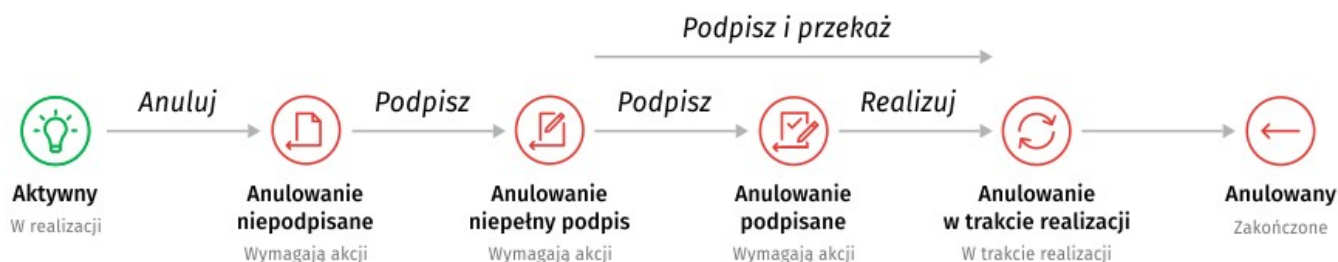 Podpisz i przekaż
Anuluj
Podpisz
Podpisz
Realizuj
Aktywny
W realizacji
Anulowanie
niepodpisane
Wymagają akcji
Anulowanie
niepełny podpis
Wymagają akcji
Anulowanie
podpisane
Wymagają akcji
Anulowanie
w trakcie realizacji
W trakcie realizacji
Anulowany
Zakończone